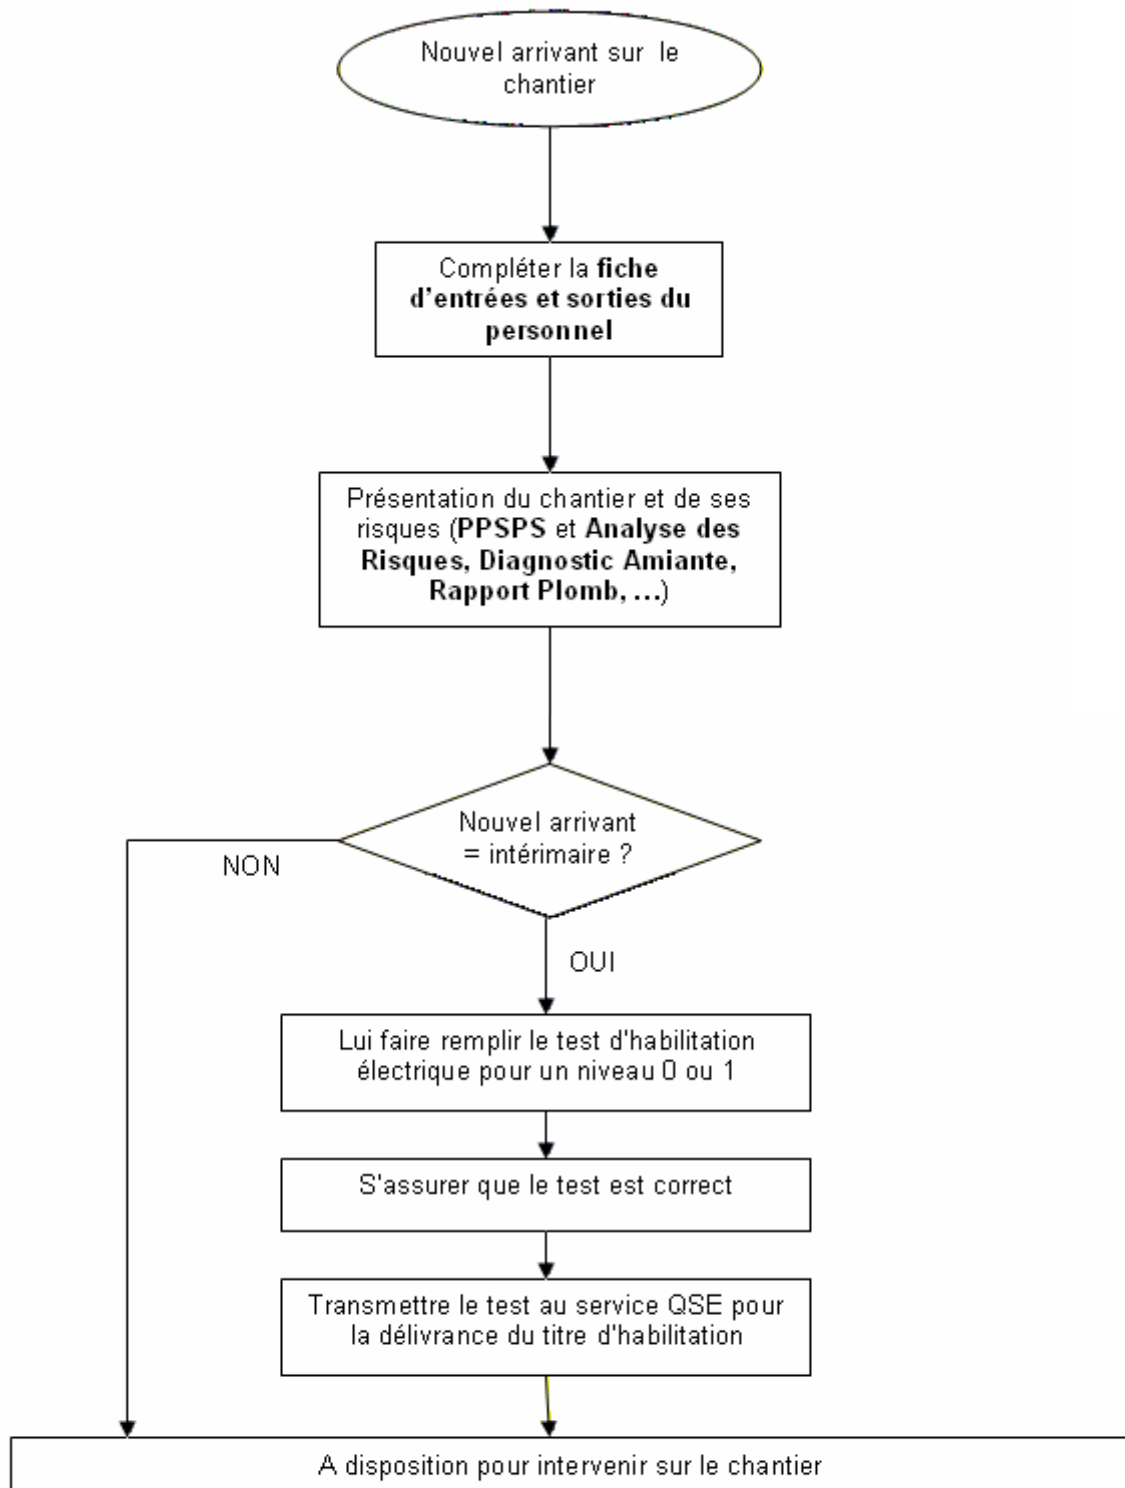 Nouvel arrivant sur le
chantier
Compléter la fiche
d'entrées et sorties du
personnel
Présentation du chantier et de ses
risques (PPSPS et Analyse des
Risques, Diagnostic Amiante,
Rapport Plomb, ...)
Nouvel arrivant
= intérimaire ?
NON
OUI
Lui faire remplir le test d'habilitation
électrique pour un niveau 0 ou 1
S'assurer que le test est correct
Transmettre le test au service QSE pour
la délivrance du titre d'habilitation
A disposition pour intervenir sur le chantier